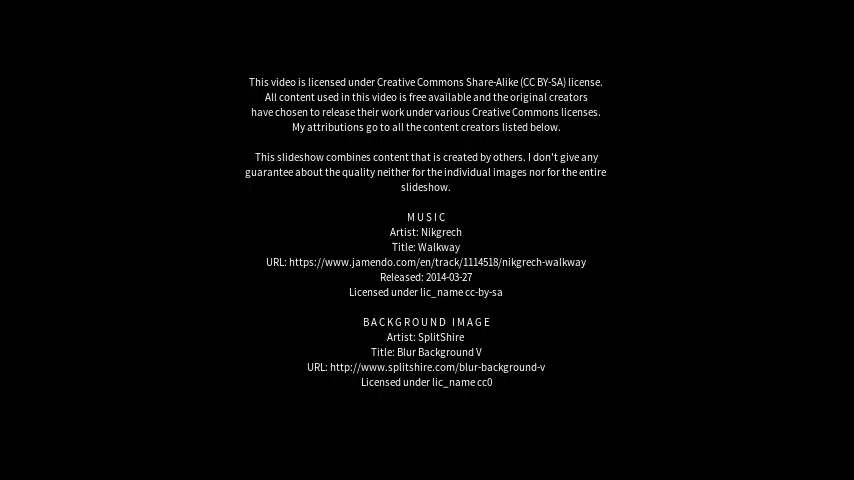 This video is licensed under Creative Commons Share-Alike (CC BY-SA) license.
All content used in this video is free available and the original creators
have chosen to release their work under various Creative Commons licenses.
My attributions go to all the content creators listed below.
This slideshow combines content that is created by others. I don't give any
guarantee about the quality neither for the individual images nor for the entire
slideshow.
MUSIC
Artist: Nikgrech
Title: Walkway
URL: https://www.jamendo.com/en/track/1114518/nikgrech-walkway
Released: 2014-03-27
Licensed under lic_name cc-by-sa
BACKGROUND IMAGE
Artist: SplitShire
Title: Blur Background V
URL: http://www.splitshire.com/blur-background-v
Licensed under lic_name cc0